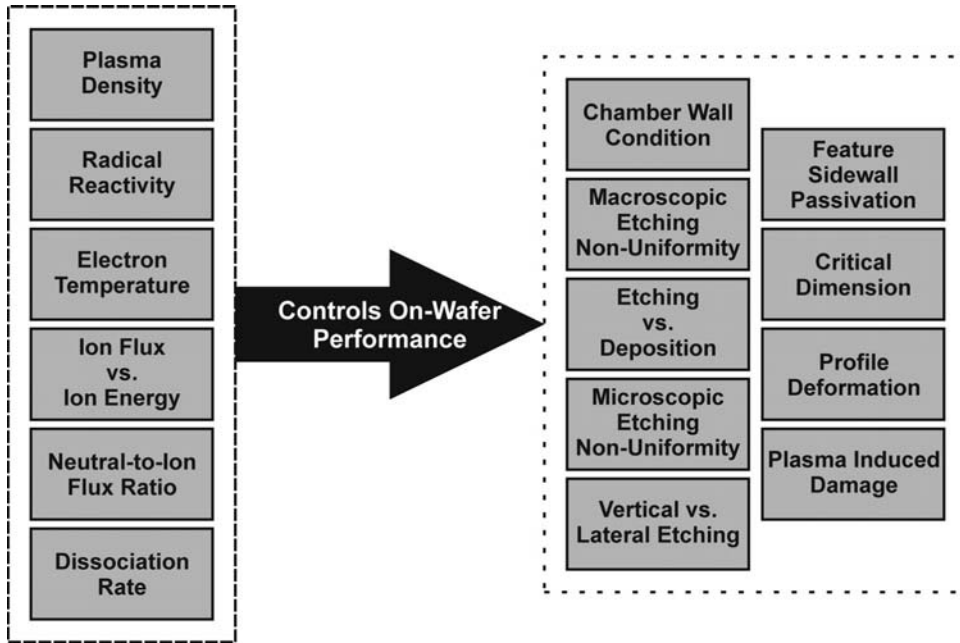 Plasma
Density
Radical
Reactivity
Electron
Temperature
Ion Flux
vs.
Ion Energy
Neutral-to-Ion
Flux Ratio
Dissociation
Rate
Controls On-Wafer
Performance
Chamber Wall
Condition
Macroscopic
Etching
Non-Uniformity
Etching
vs.
Deposition
Microscopic
Etching
Non-Uniformity
Vertical vs.
Lateral Etching
Feature
Sidewall
Passivation
Critical
Dimension
Profile
Deformation
Plasma Induced
Damage